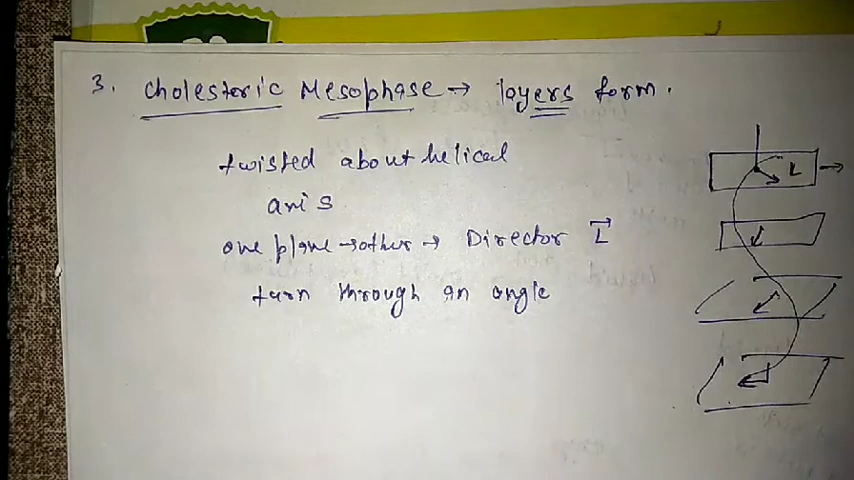 3. Cholesteric Mesophase → layers form.
twisted about helical
axis
one plane → other → Director L
turn through an angle
L
L
L
L